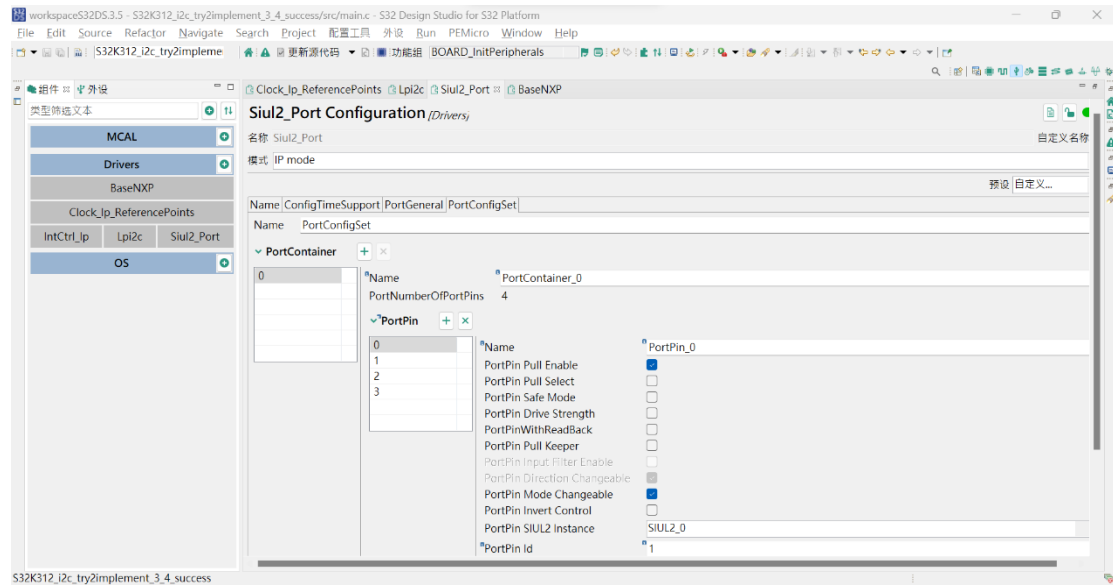 workspaceS32DS.3.5 - S32K312_i2c_try2implement_3_4_success/src/main.c - S32 Design Studio for S32 Platform
File Edit Source Refactor Navigate Search Project 配置工具 外设 Run PEMicro Window Help
S32K312_i2c_try2impleme 更新源代码 功能组 BOARD_InitPeripherals
组件 外设
类型筛选文本
MCAL
Drivers
BaseNXP
Clock_Ip_ReferencePoints
IntCtrl_Ip Lpi2c Siul2_Port
OS
Clock_Ip_ReferencePoints Lpi2c Siul2_Port BaseNXP
Siul2_Port Configuration [Drivers]
名称 Siul2_Port 自定义名称
模式 IP mode
预设 自定义...
Name ConfigTimeSupport PortGeneral PortConfigSet
Name PortConfigSet
PortContainer
0
Name PortContainer_0
PortNumberOfPortPins 4
PortPin
0
1
2
3
Name PortPin_0
PortPin Pull Enable
PortPin Pull Select
PortPin Safe Mode
PortPin Drive Strength
PortPinWithReadBack
PortPin Pull Keeper
PortPin Input Filter Enable
PortPin Direction Changeable
PortPin Mode Changeable
PortPin Invert Control
PortPin SIUL2 Instance SIUL2_0
PortPin Id 1
S32K312_i2c_try2implement_3_4_success